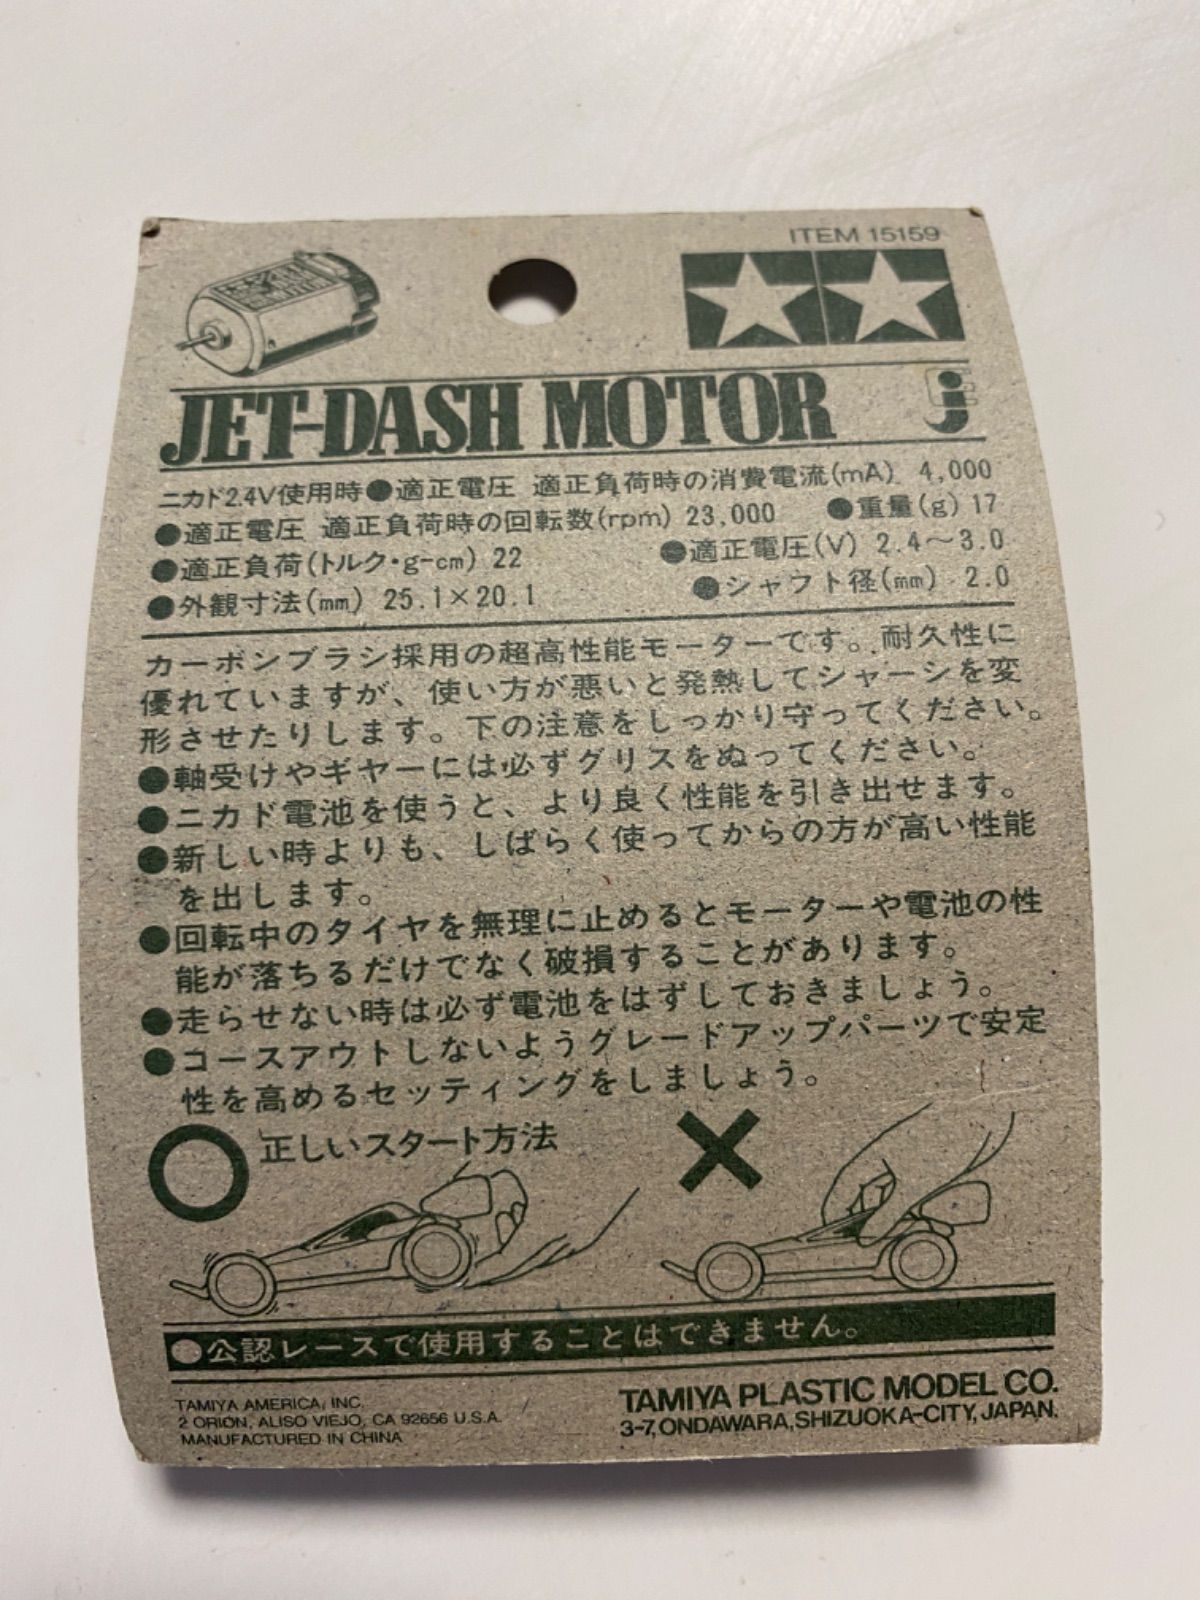 ITEM 15159
JET-DASH MOTOR
ニカド2.4V使用時●適正電圧 適正負荷時の消費電流(mA) 4,000
●適正電圧 適正負荷時の回転数(rpm) 23,000 ●重量(g) 17
●適正負荷(トルク・g-cm) 22 ●適正電圧(V) 2.4～3.0
●外観寸法(mm) 25.1×20.1 ●シャフト径(mm) 2.0
カーボンブラシ採用の超高性能モーターです。耐久性に
優れていますが、使い方が悪いと発熱してシャーシを変
形させたりします。下の注意をしっかり守ってください。
●軸受けやギヤーには必ずグリスをぬってください。
●ニカド電池を使うと、より良く性能を引き出せます。
●新しい時よりも、しばらく使ってからの方が高い性能
を出します。
●回転中のタイヤを無理に止めるとモーターや電池の性
能が落ちるだけでなく破損することがあります。
●走らせない時は必ず電池をはずしておきましょう。
●コースアウトしないようグレードアップパーツで安定
性を高めるセッティングをしましょう。
正しいスタート方法
●公認レースで使用することはできません。
TAMIYA AMERICA, INC.
2 ORION, ALISO VIEJO, CA 92656 U.S.A.
MANUFACTURED IN CHINA
TAMIYA PLASTIC MODEL CO.
3-7, ONDAWARA, SHIZUOKA-CITY, JAPAN.